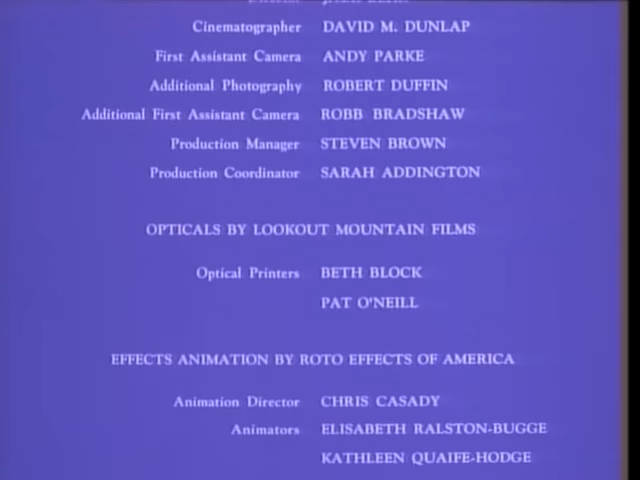 Cinematographer DAVID M. DUNLAP
First Assistant Camera ANDY PARKE
Additional Photography ROBERT DUFFIN
Additional First Assistant Camera ROBB BRADSHAW
Production Manager STEVEN BROWN
Production Coordinator SARAH ADDINGTON
OPTICALS BY LOOKOUT MOUNTAIN FILMS
Optical Printers BETH BLOCK
PAT O'NEILL
EFFECTS ANIMATION BY ROTO EFFECTS OF AMERICA
Animation Director CHRIS CASADY
Animators ELISABETH RALSTON-BUGGE
KATHLEEN QUAIFE-HODGE